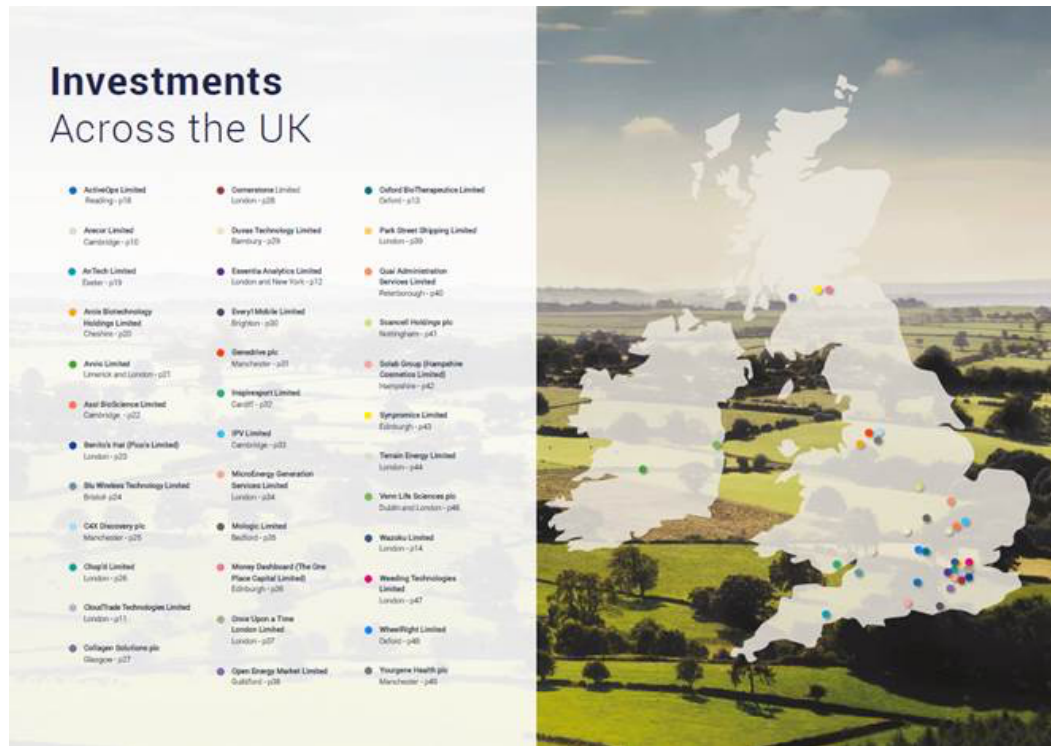 Investments
Across the UK
ActiveOps Limited
Reading - p18
Arecor Limited
Cambridge - p10
AxTech Limited
Exeter - p19
Arcis Biotechnology
Holdings Limited
Cheshire - p20
Avvio Limited
Limerick and London - p21
Axol BioScience Limited
Cambridge - p22
Benito's Hat (Pico's Limited)
London - p23
Blu Wireless Technology Limited
Bristol p24
C4X Discovery plc
Manchester - p25
Chop'd Limited
London - p26
CloudTrade Technologies Limited
London - p11
Collagen Solutions plc
Glasgow - p27
Cornerstone Limited
London - p28
Duvas Technology Limited
Bambury - p29
Essentia Analytics Limited
London and New York - p12
Every1Mobile Limited
Brighton - p30
Genedrive plc
Manchester - p31
Inspiresport Limited
Cardiff - p32
IPV Limited
Cambridge - p33
MicroEnergy Generation
Services Limited
London - p34
Mologic Limited
Bedford - p35
Money Dashboard (The One
Place Capital Limited)
Edinburgh - p36
Once Upon a Time
London Limited
London - p37
Open Energy Market Limited
Guildford - p38
Oxford BioTherapeutics Limited
Oxford - p13
Park Street Shipping Limited
London - p39
Quai Administration
Services Limited
Peterborough - p40
Scancell Holdings plc
Nottingham - p41
Solab Group (Hampshire
Cosmetics Limited)
Hampshire - p42
Synpromics Limited
Edinburgh - p43
Terrain Energy Limited
London - p44
Venn Life Sciences plc
Dublin and London - p46
Wazoku Limited
London - p14
Weeding Technologies
Limited
London - p47
WheelRight Limited
Oxford - p48
Yourgene Health plc
Manchester - p49